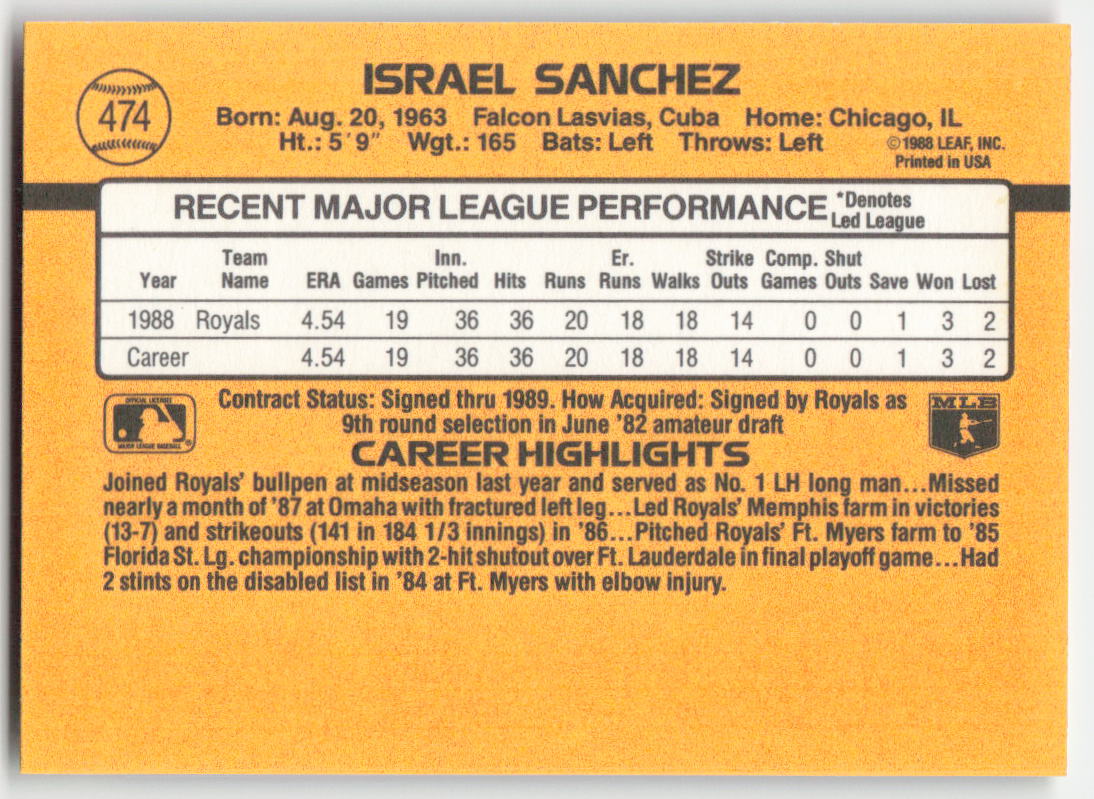 ISRAEL SANCHEZ
474
Born: Aug. 20, 1963 Falcon Lasvias, Cuba Home: Chicago, IL
Ht.: 5'9" Wgt.: 165 Bats: Left Throws: Left
©1988 LEAF, INC.
Printed in USA
RECENT MAJOR LEAGUE PERFORMANCE *Denotes Led League
Year Team Name ERA Games Inn. Pitched Hits Runs Er. Runs Walks Strike Outs Comp. Games Shut Outs Save Won Lost
1988 Royals 4.54 19 36 36 20 18 18 14 0 0 1 3 2
Career 4.54 19 36 36 20 18 18 14 0 0 1 3 2
OFFICIAL LICENSEE
MAJOR LEAGUE BASEBALL
Contract Status: Signed thru 1989. How Acquired: Signed by Royals as
9th round selection in June '82 amateur draft
MLB
CAREER HIGHLIGHTS
Joined Royals' bullpen at midseason last year and served as No. 1 LH long man...Missed
nearly a month of '87 at Omaha with fractured left leg...Led Royals' Memphis farm in victories
(13-7) and strikeouts (141 in 184 1/3 innings) in '86...Pitched Royals' Ft. Myers farm to '85
Florida St. Lg. championship with 2-hit shutout over Ft. Lauderdale in final playoff game...Had
2 stints on the disabled list in '84 at Ft. Myers with elbow injury.